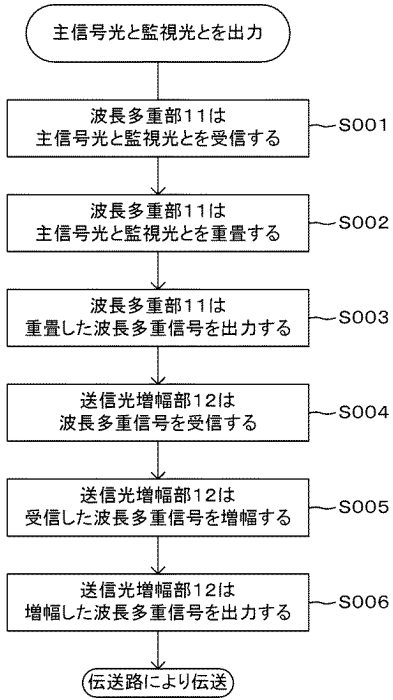 主信号光と監視光とを出力
波長多重部11は
主信号光と監視光とを受信する
S001
波長多重部11は
主信号光と監視光とを重畳する
S002
波長多重部11は
重畳した波長多重信号を出力する
S003
送信光増幅部12は
波長多重信号を受信する
S004
送信光増幅部12は
受信した波長多重信号を増幅する
S005
送信光増幅部12は
増幅した波長多重信号を出力する
S006
伝送路により伝送